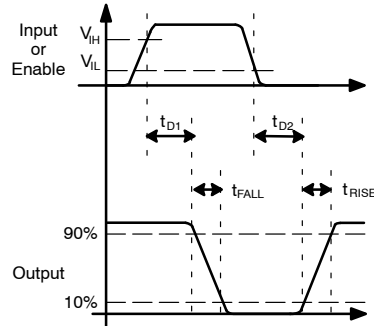 Input
or
Enable
VIH
VIL
tD1
tD2
tFALL
tRISE
90%
Output
10%